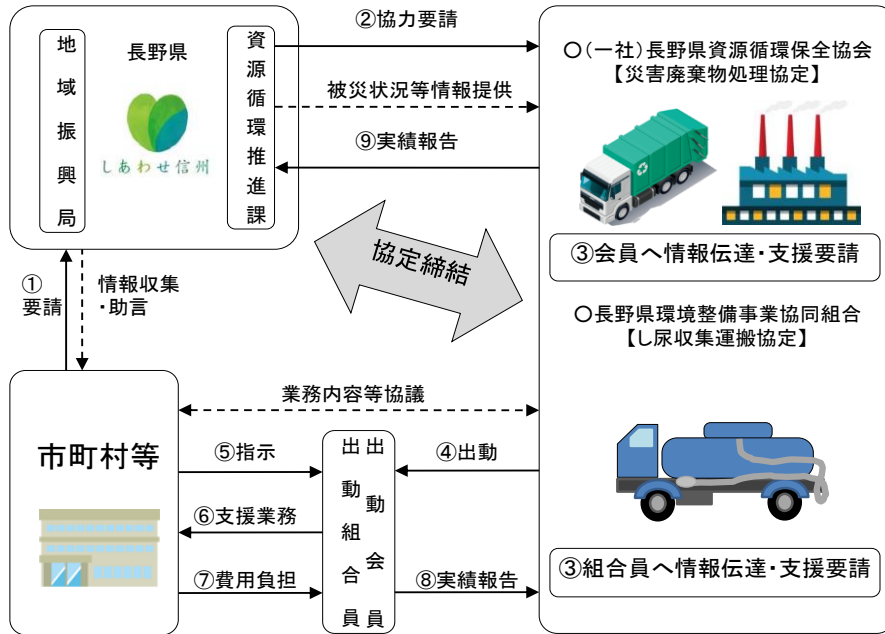 長野県
地域振興局
しあわせ信州
資源循環推進課
②協力要請
被災状況等情報提供
⑨実績報告
○(一社)長野県資源循環保全協会
【災害廃棄物処理協定】
③会員へ情報伝達・支援要請
協定締結
①
要請
情報収集
・助言
○長野県環境整備事業協同組合
【し尿収集運搬協定】
③組合員へ情報伝達・支援要請
市町村等
業務内容等協議
⑤指示
④出動
出動会員
出動組合員
⑥支援業務
⑦費用負担
⑧実績報告